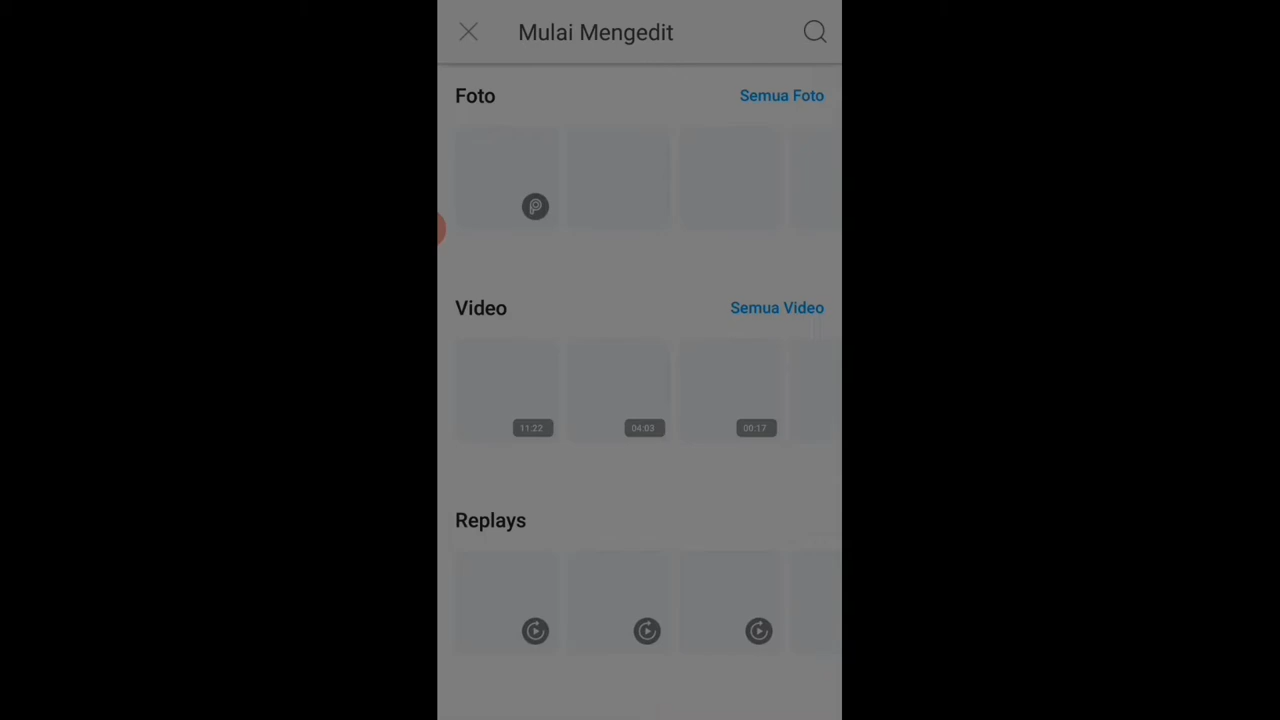 Mulai Mengedit
Foto
Semua Foto
Video
Semua Video
11:22
04:03
00:17
Replays